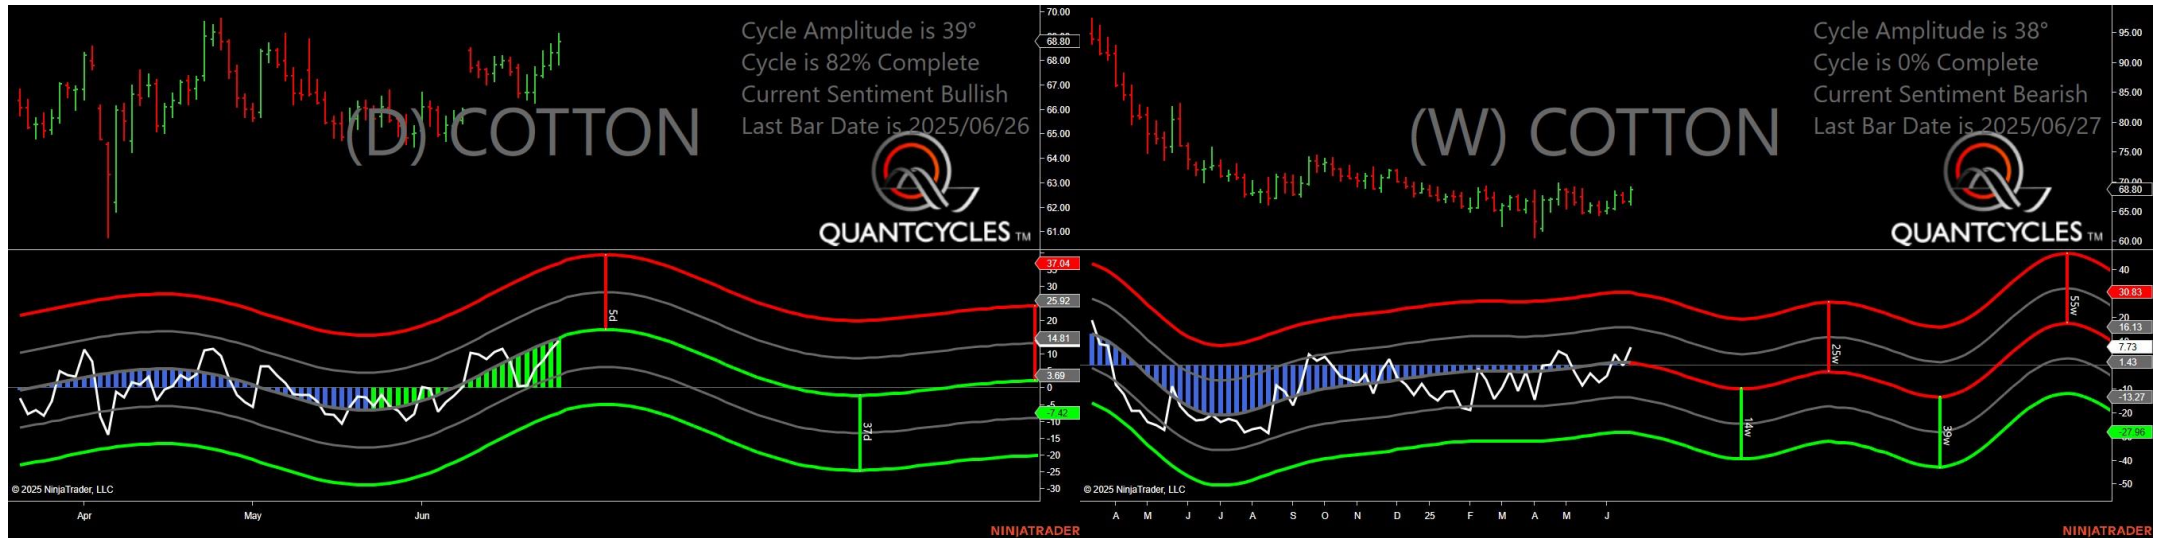 Cycle Amplitude is 39°
Cycle is 82% Complete
Current Sentiment Bullish
Last Bar Date is 2025/06/26
(D) COTTON
QUANTCYCLES TM
70.00
68.80
68.00
67.00
66.00
65.00
64.00
63.00
62.00
61.00
37.04
35
30
25.92
20
14.81
10
3.69
0
-5
-7.42
-10
-15
-20
-25
-30
5d
37d
© 2025 NinjaTrader, LLC
Apr
May
Jun
NINJATRADER
Cycle Amplitude is 38°
Cycle is 0% Complete
Current Sentiment Bearish
Last Bar Date is 2025/06/27
(W) COTTON
QUANTCYCLES TM
95.00
90.00
85.00
80.00
75.00
70.00
68.80
65.00
60.00
40
30.83
20
16.13
7.73
1.43
-10
-13.27
-20
-27.96
-40
-50
25w
14w
39w
55w
© 2025 NinjaTrader, LLC
A M J J A S O N D 25 F M A M J
NINJATRADER